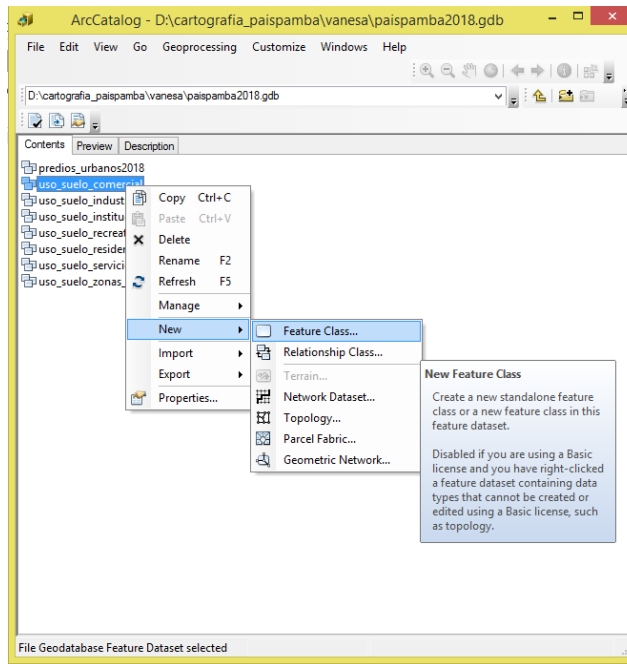 ArcCatalog - D:\cartografia_paispamba\vanesa\paispamba2018.gdb
File Edit View Go Geoprocessing Customize Windows Help
D:\cartografia_paispamba\vanesa\paispamba2018.gdb
Contents Preview Description
predios_urbanos2018
uso_suelo_comercial
uso_suelo_indust
uso_suelo_institu
uso_suelo_recreat
uso_suelo_resider
uso_suelo_servici
uso_suelo_zonas_
Copy Ctrl+C
Paste Ctrl+V
Delete
Rename F2
Refresh F5
Manage
New
Import
Export
Properties...
Feature Class...
Relationship Class...
Terrain...
Network Dataset...
Topology...
Parcel Fabric...
Geometric Network...
New Feature Class
Create a new standalone feature
class or a new feature class in this
feature dataset.
Disabled if you are using a Basic
license and you have right-clicked
a feature dataset containing data
types that cannot be created or
edited using a Basic license, such
as topology.
File Geodatabase Feature Dataset selected